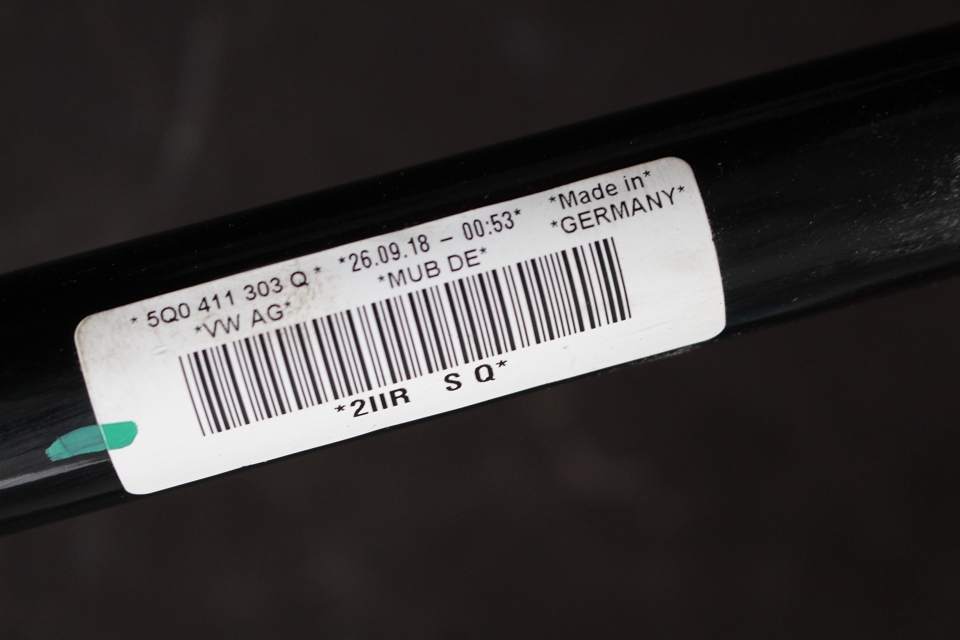 * 5Q0 411 303 Q * *26.09.18 – 00:53* *Made in*
*VW AG* *MUB DE* *GERMANY*
*2IIR S Q*